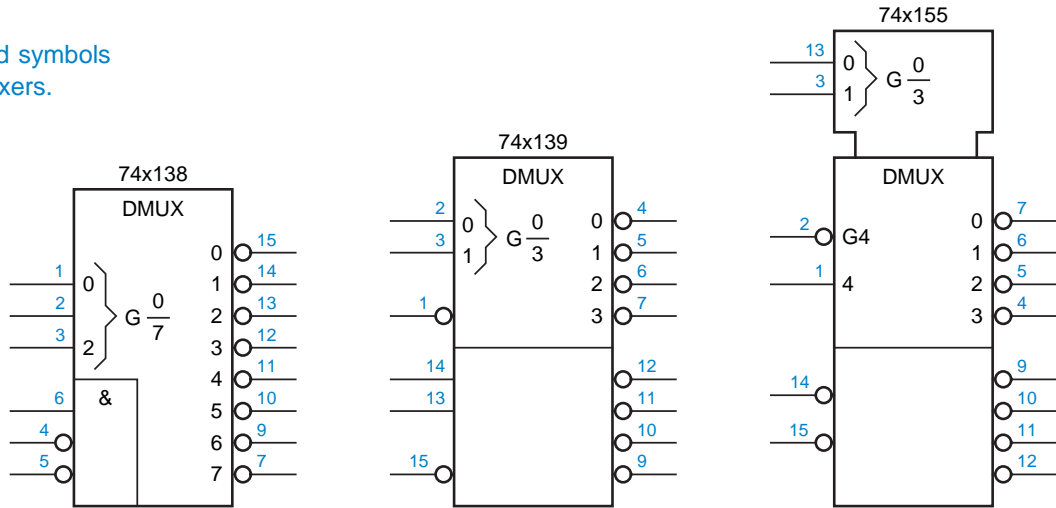 d symbols
xers.
74x138
DMUX
0 15
1 0 1 14
2 G 0/7 2 13
3 2 3 12
4 11
6 & 5 10
4 6 9
5 7 7
74x139
DMUX
2 0 G 0/3 0 4
3 1 1 5
2 6
1 3 7
14 12
13 11
10
15 9
74x155
13 0 G 0/3
3 1
DMUX
0 7
2 G4 1 6
1 4 2 5
3 4
9
14 10
15 11
12